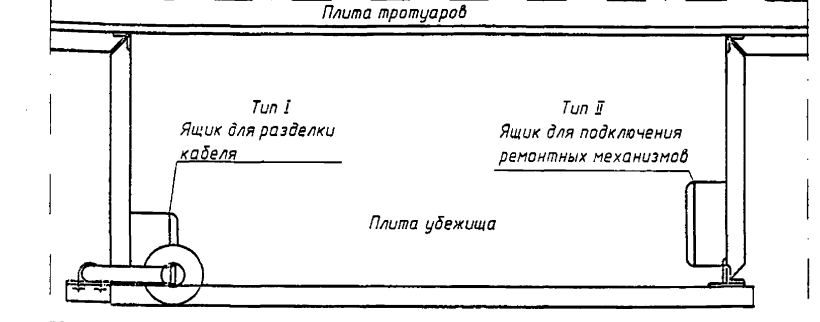 Плита тротуаров
Тип I
Ящик для разделки
кабеля
Тип II
Ящик для подключения
ремонтных механизмов
Плита убежища